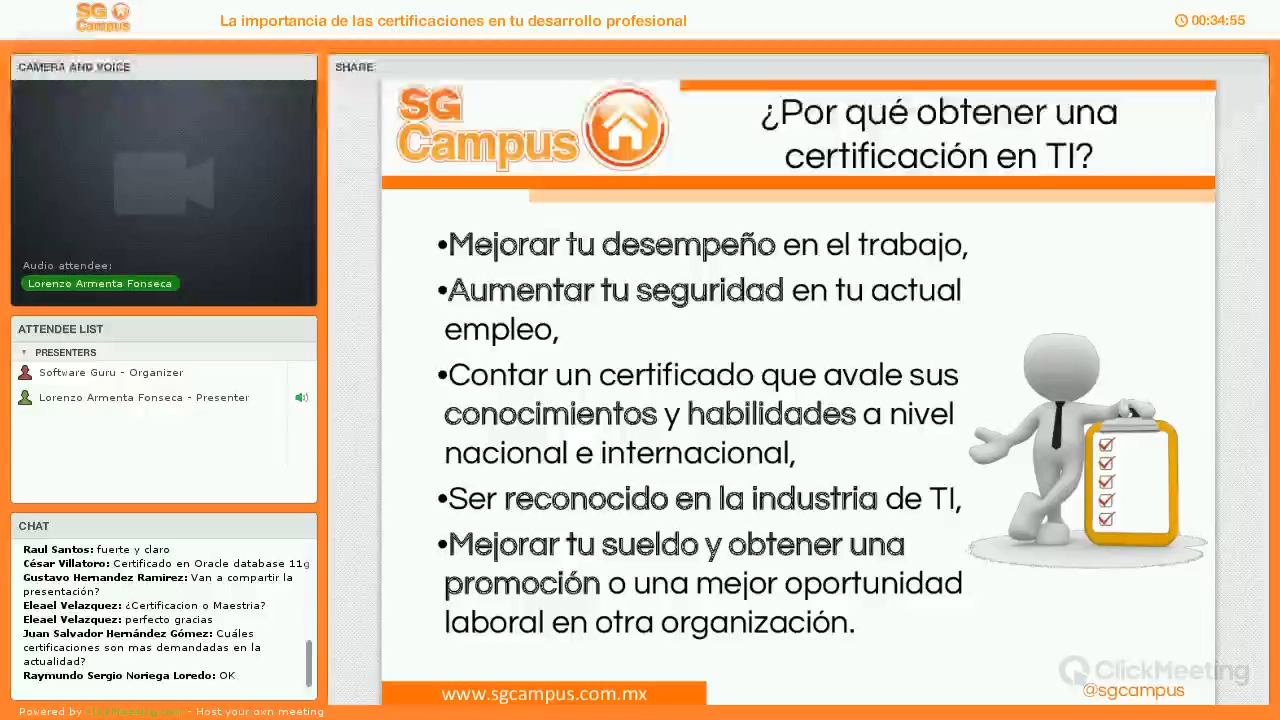 SG
Campus
La importancia de las certificaciones en tu desarrollo profesional
00:34:55
CAMERA AND VOICE
Audio attendee:
Lorenzo Armenta Fonseca
ATTENDEE LIST
PRESENTERS
Software Guru - Organizer
Lorenzo Armenta Fonseca - Presenter
CHAT
Raul Santos: fuerte y claro
César Villatoro: Certificado en Oracle database 11g
Gustavo Hernandez Ramirez: Van a compartir la
presentación?
Eleael Velazquez: ¿Certificacion o Maestria?
Eleael Velazquez: perfecto gracias
Juan Salvador Hernández Gómez: Cuáles
certificaciones son mas demandadas en la
actualidad?
Raymundo Sergio Noriega Loredo: OK
Powered by ClickMeeting.com - Host your own meeting
SHARE
SG
Campus
¿Por qué obtener una
certificación en TI?
•Mejorar tu desempeño en el trabajo,
•Aumentar tu seguridad en tu actual
empleo,
•Contar un certificado que avale sus
conocimientos y habilidades a nivel
nacional e internacional,
•Ser reconocido en la industria de TI,
•Mejorar tu sueldo y obtener una
promoción o una mejor oportunidad
laboral en otra organización.
www.sgcampus.com.mx
ClickMeeting
@sgcampus